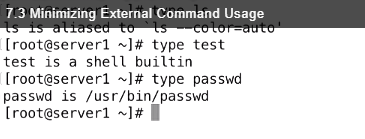 7.3 Minimizing External Command Usage
ls is aliased to `ls --color=auto'
[root@server1 ~]# type test
test is a shell builtin
[root@server1 ~]# type passwd
passwd is /usr/bin/passwd
[root@server1 ~]#